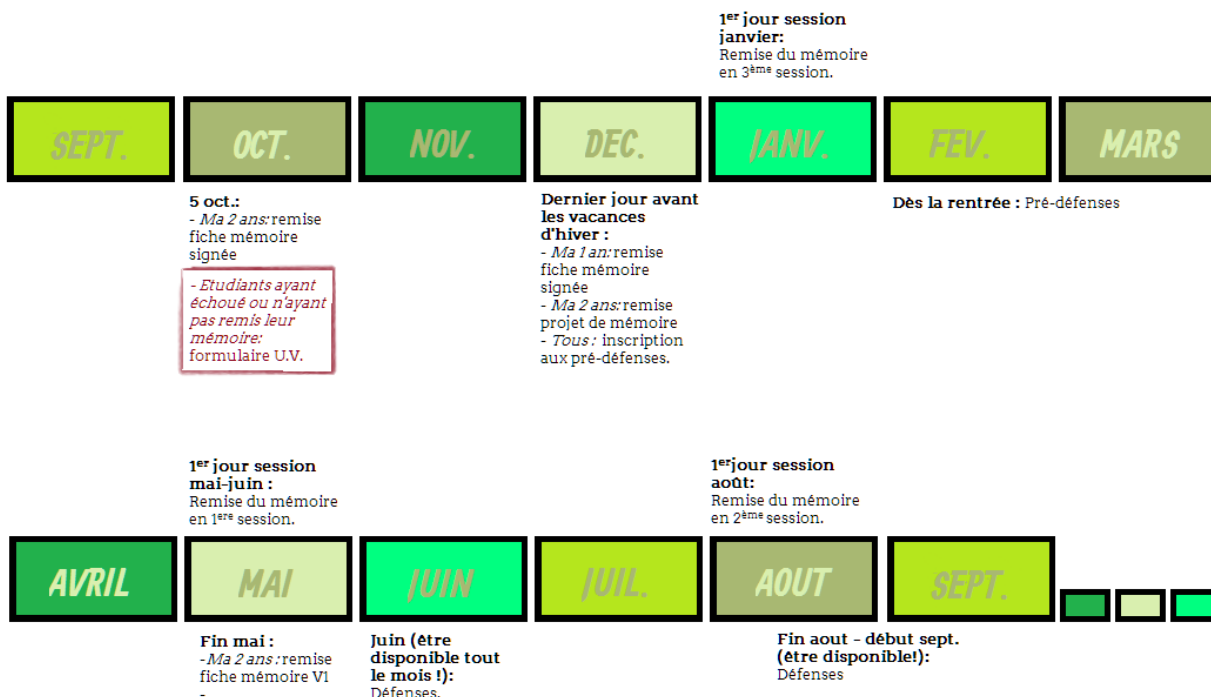 1er jour session
janvier:
Remise du mémoire
en 3ème session.
SEPT.
OCT.
NOV.
DEC.
JANV.
FEV.
MARS
5 oct.:
- Ma 2 ans: remise
fiche mémoire
signée
- Etudiants ayant
échoué ou n'ayant
pas remis leur
mémoire:
formulaire U.V.
Dernier jour avant
les vacances
d'hiver :
- Ma 1 an: remise
fiche mémoire
signée
- Ma 2 ans: remise
projet de mémoire
- Tous : inscription
aux pré-défenses.
Dès la rentrée : Pré-défenses
1er jour session
mai-juin :
Remise du mémoire
en 1ere session.
1erjour session
août:
Remise du mémoire
en 2ème session.
AVRIL
MAI
JUIN
JUIL.
AOUT
SEPT.
Fin mai :
-Ma 2 ans : remise
fiche mémoire V1
-
Juin (être
disponible tout
le mois !):
Défenses.
Fin aout - début sept.
(être disponible!):
Défenses